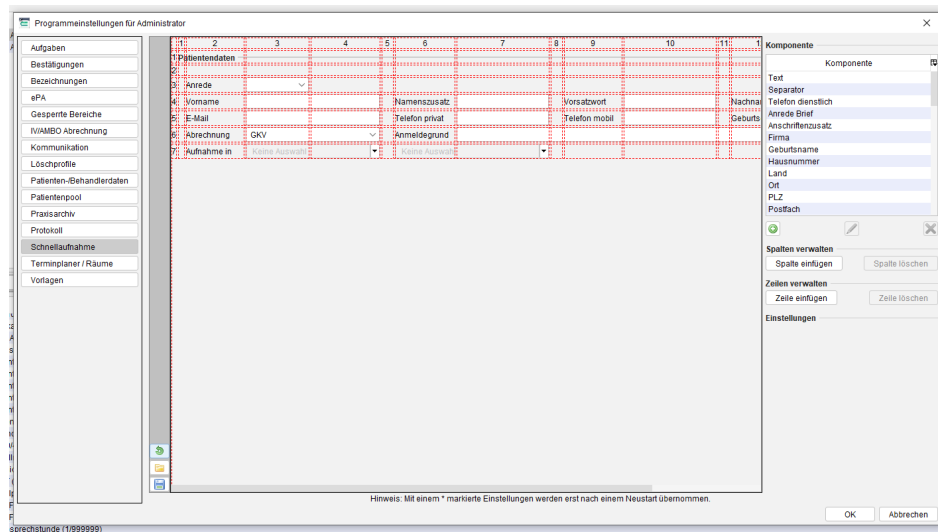 Programmeinstellungen für Administrator
Aufgaben
Bestätigungen
Bezeichnungen
ePA
Gesperrte Bereiche
IV/AMBO Abrechnung
Kommunikation
Löschprofile
Patienten-/Behandlerdaten
Patientenpool
Praxisarchiv
Protokoll
Schnellaufnahme
Terminplaner / Räume
Vorlagen
1 2 3 4 5 6 7 8 9 10 11 1
1 Patientendaten
2
3 Anrede
4 Vorname Namenszusatz Vorsatzwort Nachna
5 E-Mail Telefon privat Telefon mobil Geburts
6 Abrechnung GKV Anmeldegrund
7 Aufnahme in Keine Auswahl Keine Auswahl
Komponente
Komponente
Text
Separator
Telefon dienstlich
Anrede Brief
Anschriftenzusatz
Firma
Geburtsname
Hausnummer
Land
Ort
PLZ
Postfach
Spalten verwalten
Spalte einfügen Spalte löschen
Zeilen verwalten
Zeile einfügen Zeile löschen
Einstellungen
Hinweis: Mit einem * markierte Einstellungen werden erst nach einem Neustart übernommen.
OK Abbrechen
sprechstunde (1/999999)